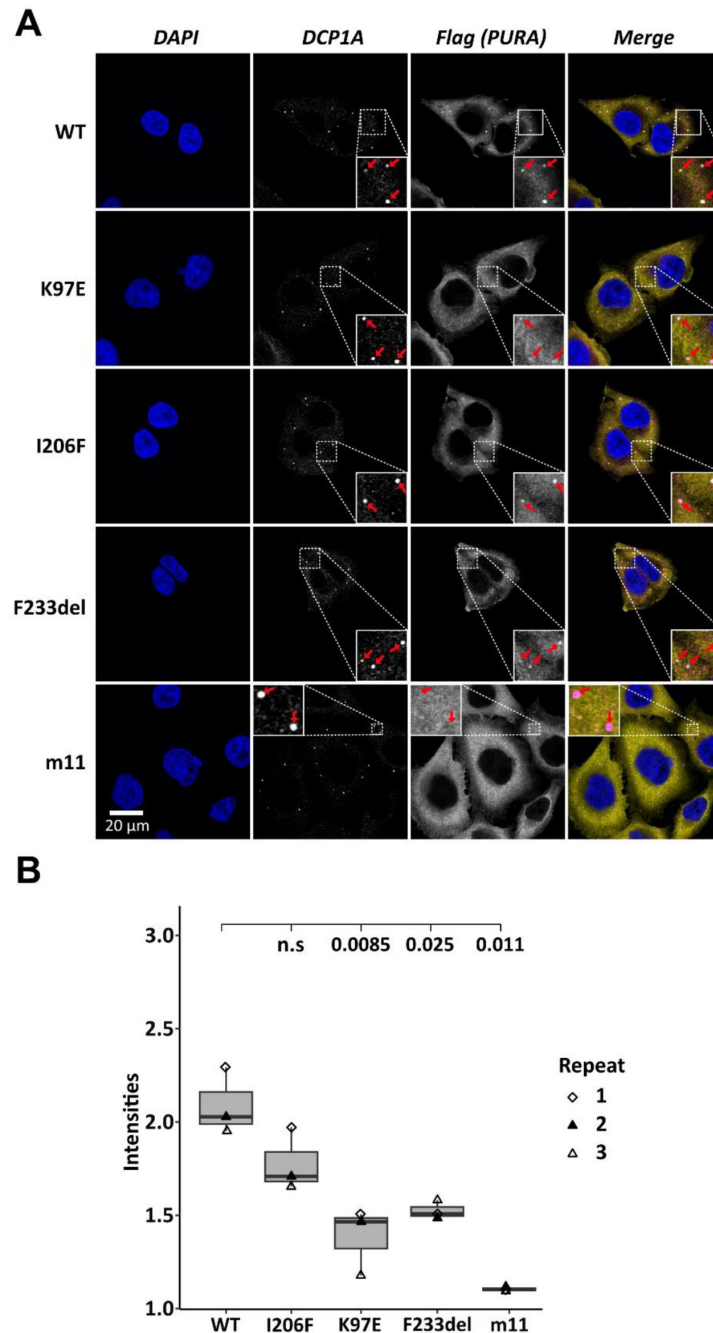 A
DAPI DCP1A Flag (PURA) Merge
WT
K97E
I206F
F233del
m11
20 µm
B
n.s 0.0085 0.025 0.011
3.0
2.5
2.0
1.5
1.0
Intensities
Repeat
1
2
3
WT I206F K97E F233del m11